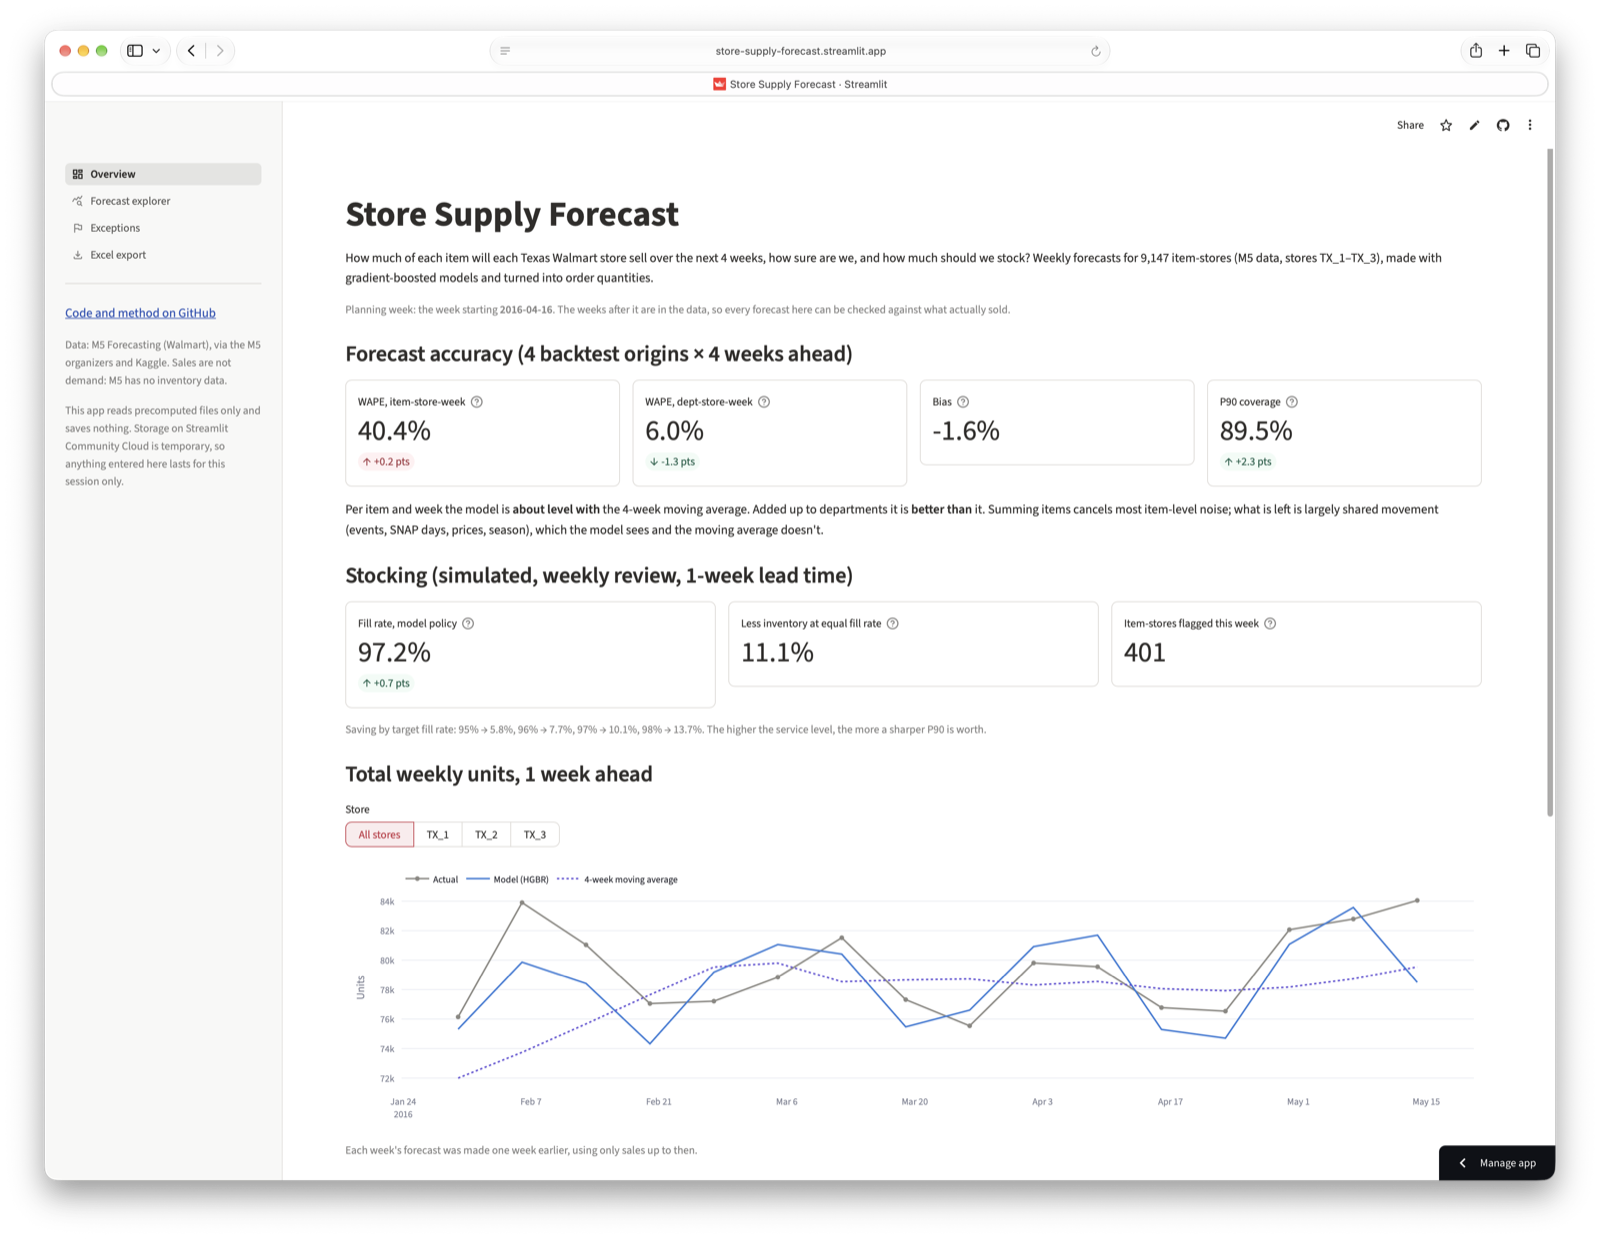 store-supply-forecast.streamlit.app
Store Supply Forecast · Streamlit
Share
Overview
Forecast explorer
Exceptions
Excel export
Code and method on GitHub
Data: M5 Forecasting (Walmart), via the M5
organizers and Kaggle. Sales are not
demand: M5 has no inventory data.
This app reads precomputed files only and
saves nothing. Storage on Streamlit
Community Cloud is temporary, so
anything entered here lasts for this
session only.
Store Supply Forecast
How much of each item will each Texas Walmart store sell over the next 4 weeks, how sure are we, and how much should we stock? Weekly forecasts for 9,147 item-stores (M5 data, stores TX_1–TX_3), made with
gradient-boosted models and turned into order quantities.
Planning week: the week starting 2016-04-16. The weeks after it are in the data, so every forecast here can be checked against what actually sold.
Forecast accuracy (4 backtest origins × 4 weeks ahead)
WAPE, item-store-week
40.4%
↑ +0.2 pts
WAPE, dept-store-week
6.0%
↓ -1.3 pts
Bias
-1.6%
P90 coverage
89.5%
↑ +2.3 pts
Per item and week the model is about level with the 4-week moving average. Added up to departments it is better than it. Summing items cancels most item-level noise; what is left is largely shared movement
(events, SNAP days, prices, season), which the model sees and the moving average doesn't.
Stocking (simulated, weekly review, 1-week lead time)
Fill rate, model policy
97.2%
↑ +0.7 pts
Less inventory at equal fill rate
11.1%
Item-stores flagged this week
401
Saving by target fill rate: 95% → 5.8%, 96% → 7.7%, 97% → 10.1%, 98% → 13.7%. The higher the service level, the more a sharper P90 is worth.
Total weekly units, 1 week ahead
Store
All stores TX_1 TX_2 TX_3
Actual Model (HGBR) 4-week moving average
84k
82k
80k
78k
76k
74k
72k
Units
Jan 24 Feb 7 Feb 21 Mar 6 Mar 20 Apr 3 Apr 17 May 1 May 15
2016
Each week's forecast was made one week earlier, using only sales up to then.
Manage app